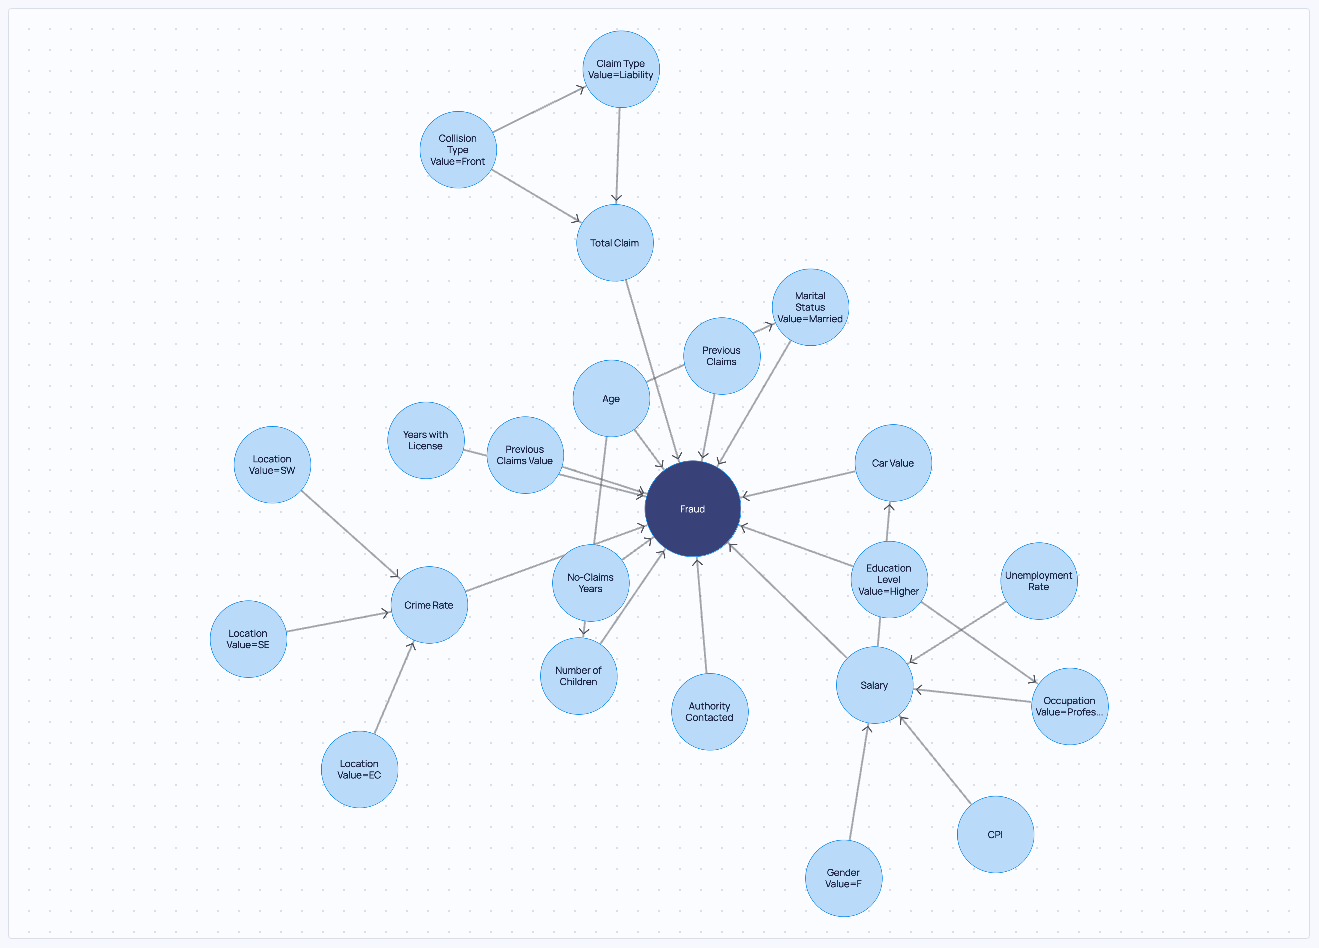 Claim Type
Value=Liability
Collision
Type
Value=Front
Total Claim
Marital
Status
Value=Married
Previous
Claims
Age
Years with
License
Previous
Claims Value
Location
Value=SW
Car Value
Fraud
Education
Level
Value=Higher
Unemployment
Rate
No-Claims
Years
Crime Rate
Location
Value=SE
Number of
Children
Salary
Authority
Contacted
Occupation
Value=Profes...
Location
Value=EC
CPI
Gender
Value=F